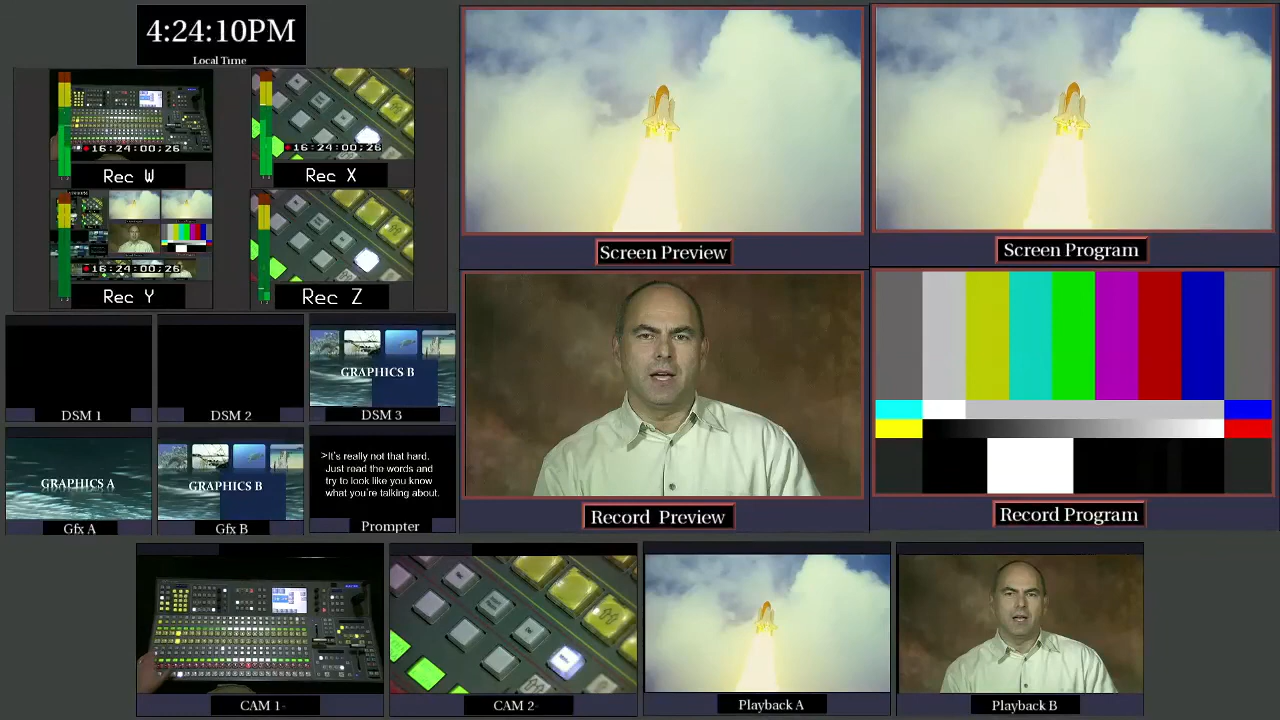 4:24:10PM
Local Time
16:24:00;26
Rec W
16:24:00;26
Rec X
16:24:00;26
Rec Y
Rec Z
Screen Preview
Screen Program
GRAPHICS B
DSM 1
DSM 2
DSM 3
GRAPHICS A
GRAPHICS B
>It's really not that hard.
Just read the words and
try to look like you know
what you're talking about.
Gfx A
Gfx B
Prompter
Record Preview
Record Program
CAM 1-
CAM 2-
Playback A
Playback B